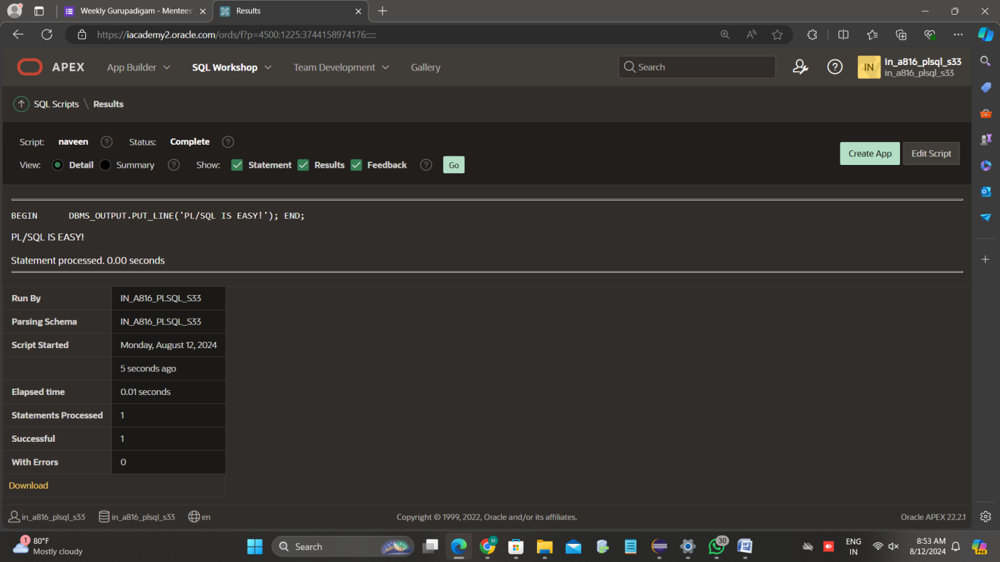 Weekly Gurupadigam - Mentees
Results
https://iacademy2.oracle.com/ords/f?p=4500:1225:3744158974176:::::
APEX App Builder SQL Workshop Team Development Gallery Search IN in_a816_plsql_s33
in_a816_plsql_s33
SQL Scripts \ Results
Script: naveen ? Status: Complete ?
View: Detail Summary ? Show: Statement Results Feedback ? Go
Create App Edit Script
BEGIN DBMS_OUTPUT.PUT_LINE('PL/SQL IS EASY!'); END;
PL/SQL IS EASY!
Statement processed. 0.00 seconds
Run By IN_A816_PLSQL_S33
Parsing Schema IN_A816_PLSQL_S33
Script Started Monday, August 12, 2024
5 seconds ago
Elapsed time 0.01 seconds
Statements Processed 1
Successful 1
With Errors 0
Download
in_a816_plsql_s33 in_a816_plsql_s33 en Copyright © 1999, 2022, Oracle and/or its affiliates. Oracle APEX 22.2.1
1 80°F
Mostly cloudy
Search
H
30
ENG
IN
8:53 AM
8/12/2024
PRE